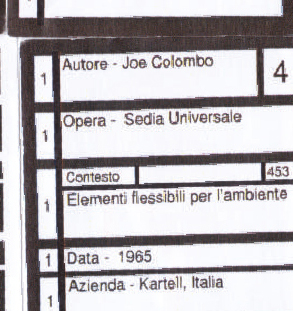 1 Autore - Joe Colombo 4
1 Opera - Sedia Universale
Contesto 453
1 Elementi flessibili per l'ambiente
1 Data - 1965
1 Azienda - Kartell, Italia